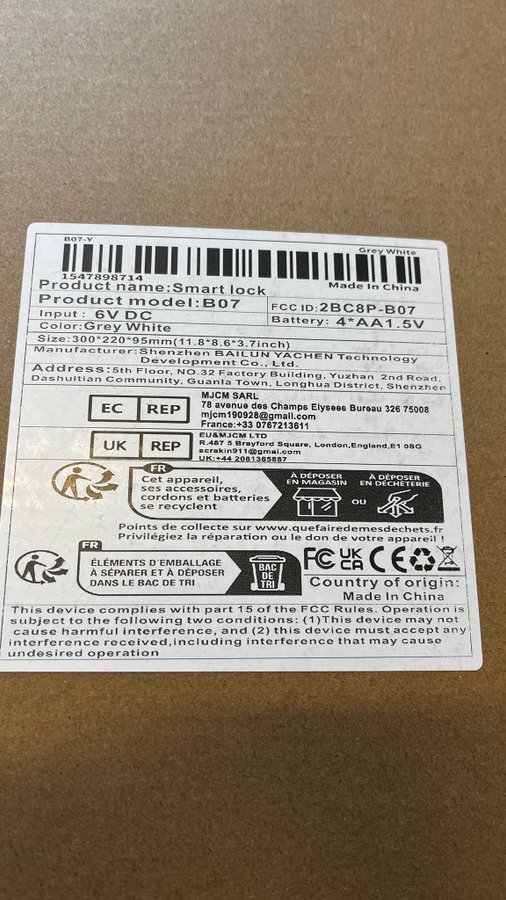 B07-Y
Grey White
1547898714
Made In China
Product name:Smart lock
Product model:B07
FCC ID:2BC8P-B07
Input : 6V DC
Battery: 4*AA1.5V
Color:Grey White
Size:300*220*95mm(11.8*8.6*3.7inch)
Manufacturer:Shenzhen BAILUN YACHEN Technology
Development Co., Ltd.
Address:5th Floor, NO.32 Factory Building, Yuzhan 2nd Road,
Dashuitian Community, Guanla Town, Longhua District, Shenzhen
EC REP
MJCM SARL
78 avenue des Champs Elysees Bureau 326 75008
mjcm190928@gmail.com
France:+33 0767213611
UK REP
EU&MJCM LTD
R.487 5 Brayford Square, London,England,E1 0SG
scrakin911@gmai.com
UK:+44 2081385887
FR
Cet appareil,
ses accessoires,
cordons et batteries
se recyclent
À DÉPOSER
EN MAGASIN
OU
À DÉPOSER
EN DÉCHÈTERIE
Points de collecte sur www.quefairedemesdechets.fr
Privilégiez la réparation ou le don de votre appareil !
FR
ÉLÉMENTS D'EMBALLAGE
À SÉPARER ET À DÉPOSER
DANS LE BAC DE TRI
BAC
DE
TRI
FC UK CA CE
Country of origin:
Made In China
This device complies with part 15 of the FCC Rules. Operation is
subject to the following two conditions: (1)This device may not
cause harmful interference, and (2) this device must accept any
interference received,including interference that may cause
undesired operation